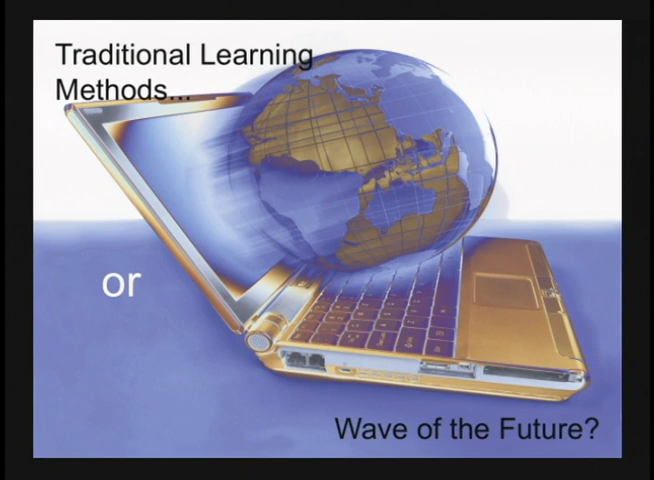 Traditional Learning
Methods...
or
Wave of the Future?